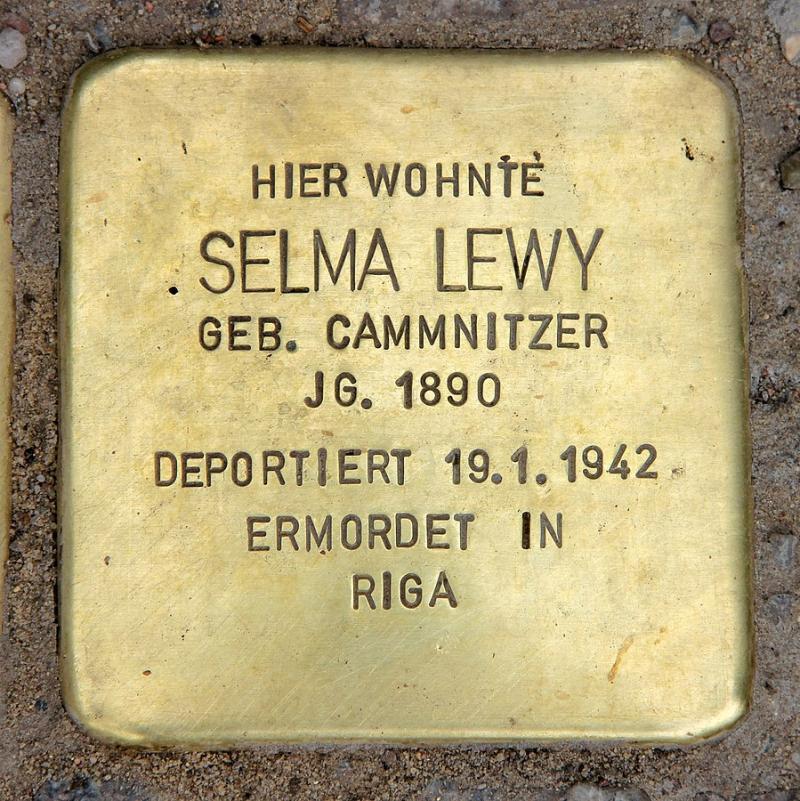 HIER WOHNTE
SELMA LEWY
GEB. CAMMNITZER
JG. 1890
DEPORTIERT 19.1.1942
ERMORDET IN
RIGA